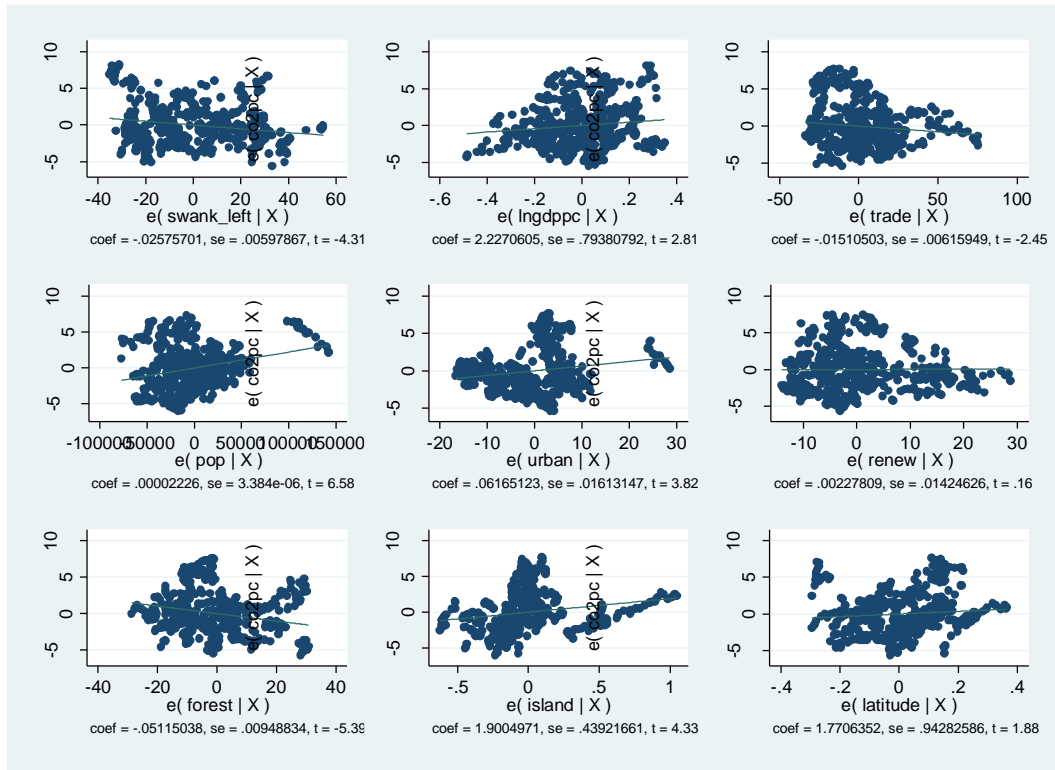 10
5
0
-5
e( co2pc | X )
-40 -20 0 20 40 60
e( swank_left | X )
coef = -.02575701, se = .00597867, t = -4.31
10
5
0
-5
e( co2pc | X )
-.6 -.4 -.2 0 .2 .4
e( lngdppc | X )
coef = 2.2270605, se = .79380792, t = 2.81
10
5
0
-5
0 50 100
e( trade | X )
coef = -.01510503, se = .00615949, t = -2.45
10
5
0
-5
e( co2pc | X )
-100000 -50000 0 50000 100000 150000
e( pop | X )
coef = .00002226, se = 3.384e-06, t = 6.58
10
5
0
-5
e( co2pc | X )
-20 -10 0 10 20 30
e( urban | X )
coef = .06165123, se = .01613147, t = 3.82
10
5
0
-5
-10 0 10 20 30
e( renew | X )
coef = .00227809, se = .01424626, t = .16
10
5
0
-5
e( co2pc | X )
-40 -20 0 20 40
e( forest | X )
coef = -.05115038, se = .00948834, t = -5.39
10
5
0
-5
e( co2pc | X )
-.5 0 .5 1
e( island | X )
coef = 1.9004971, se = .43921661, t = 4.33
10
5
0
-5
-.4 -.2 0 .2 .4
e( latitude | X )
coef = 1.7706352, se = .94282586, t = 1.88